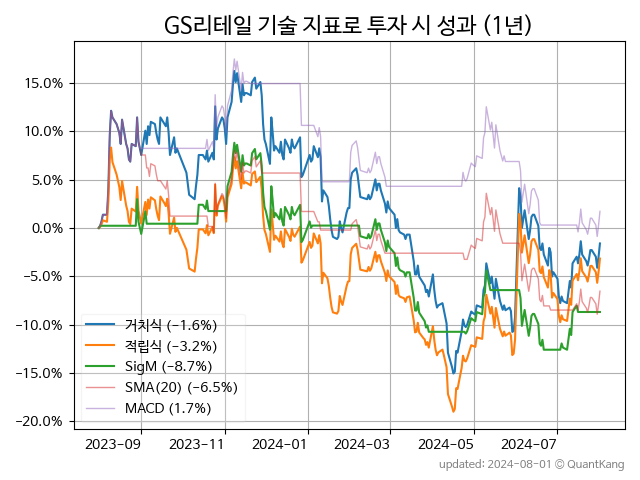 GS리테일 기술 지표로 투자 시 성과 (1년)
15.0%
10.0%
5.0%
0.0%
−5.0%
−10.0%
−15.0%
−20.0%
거치식 (−1.6%)
적립식 (−3.2%)
SigM (−8.7%)
SMA(20) (−6.5%)
MACD (1.7%)
2023-09 2023-11 2024-01 2024-03 2024-05 2024-07
updated: 2024-08-01 ⓒ QuantKang